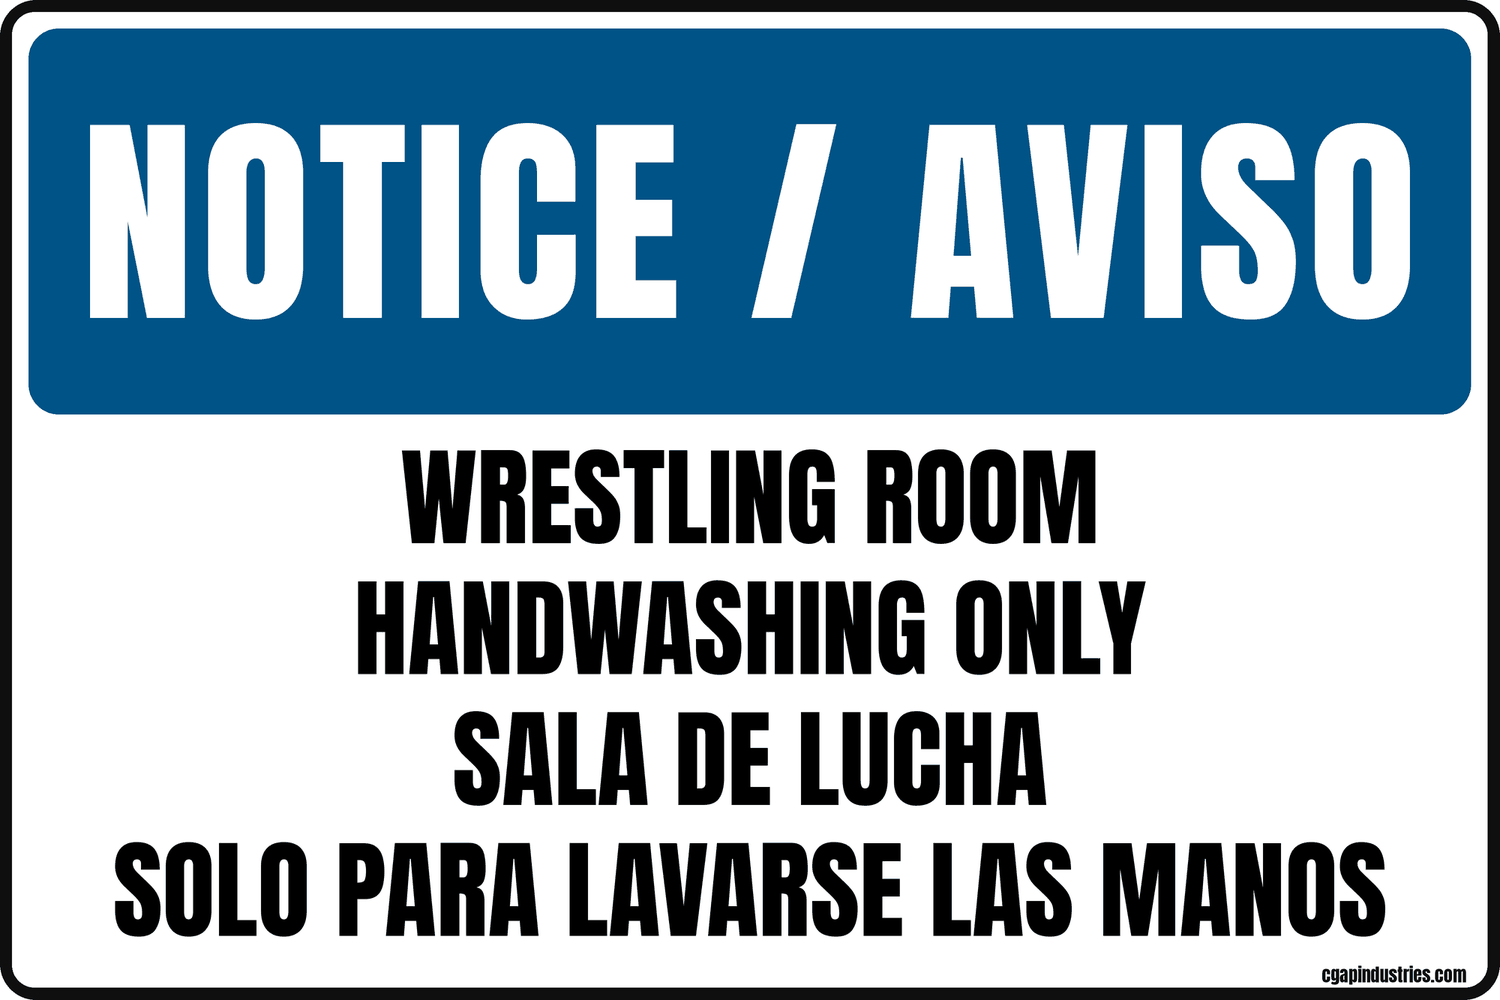 NOTICE / AVISO
WRESTLING ROOM
HANDWASHING ONLY
SALA DE LUCHA
SOLO PARA LAVARSE LAS MANOS
cgapindustries.com